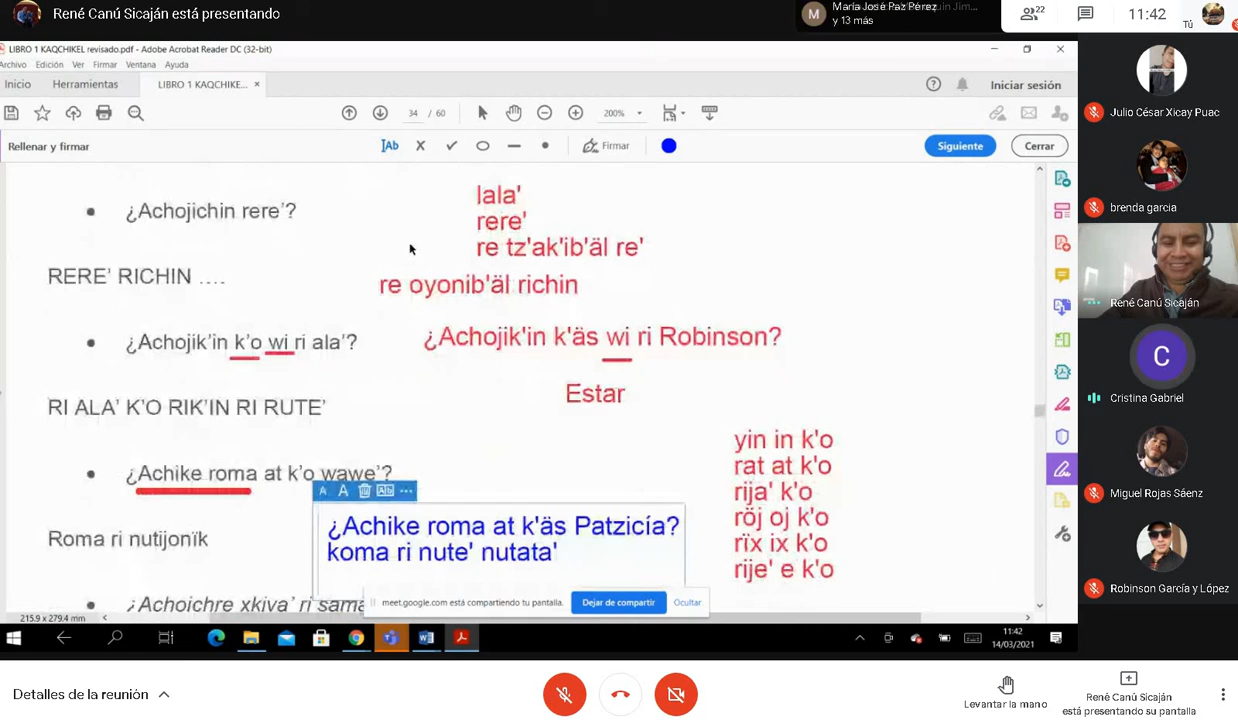 René Canú Sicaján está presentando
y 13 más
22
11:42
Tú
LIBRO 1 KAQCHIKEL revisado.pdf - Adobe Acrobat Reader DC (32-bit)
Archivo Edición Ver Firmar Ventana Ayuda
Inicio Herramientas LIBRO 1 KAQCHIKEL... ×
Iniciar sesión
34 / 60
200%
Rellenar y firmar
Ab
Firmar
Siguiente
Cerrar
¿Achojichin rere'?
lala'
rere'
re tz'ak'ib'äl re'
RERE' RICHIN ....
re oyonib'äl richin
¿Achojik'in k'o wi ri ala'?
¿Achojik'in k'äs wi ri Robinson?
Estar
RI ALA' K'O RIK'IN RI RUTE'
yin in k'o
rat at k'o
rija' k'o
röj oj k'o
rïx ix k'o
rije' e k'o
¿Achike roma at k'o wawe'?
A A Ab
¿Achike roma at k'äs Patzicía?
koma ri nute' nutata'
Roma ri nutijonïk
¿Achoichre xkiva' ri sama
meet.google.com está compartiendo tu pantalla.
Dejar de compartir
Ocultar
215.9 x 279.4 mm
11:42
14/03/2021
Julio César Xicay Puac
brenda garcia
René Canú Sicaján
C
Cristina Gabriel
Miguel Rojas Sáenz
Robinson García y López
Detalles de la reunión
Levantar la mano
René Canú Sicaján
está presentando su pantalla